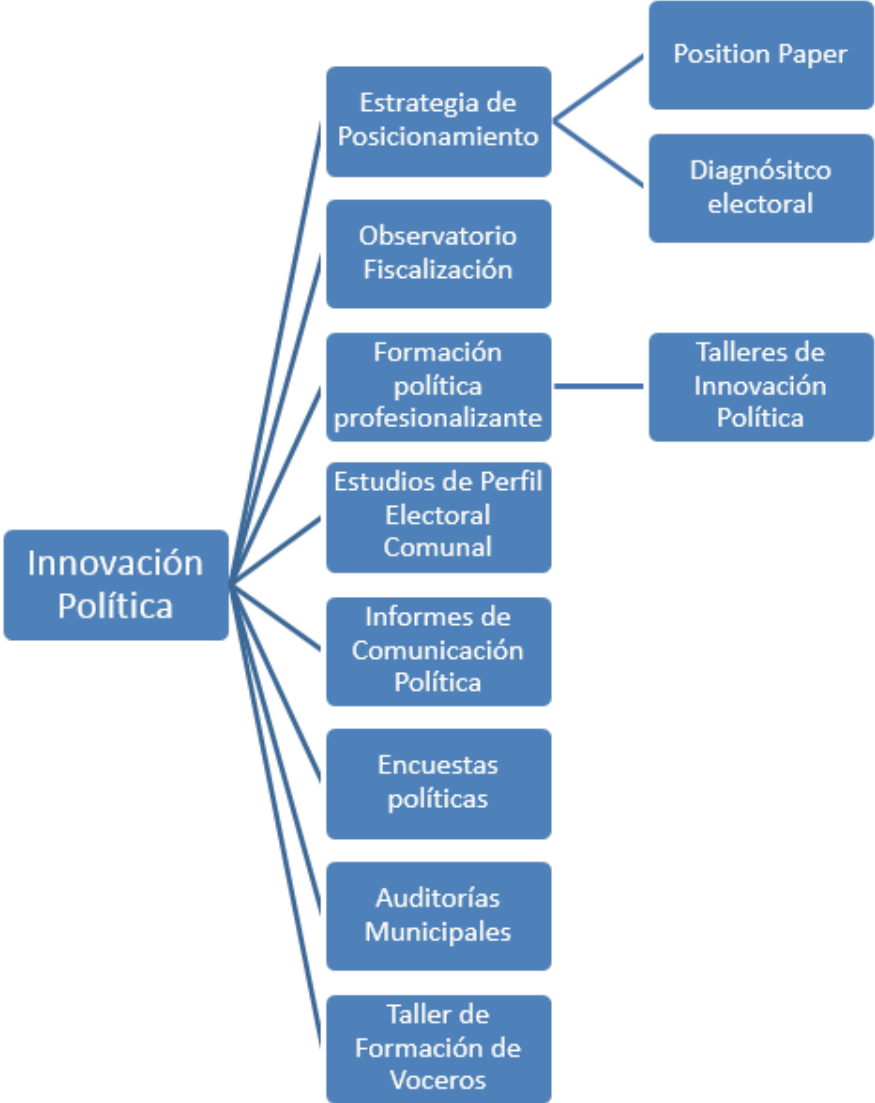 Innovación
Política
Estrategia de
Posicionamiento
Position Paper
Diagnósitco
electoral
Observatorio
Fiscalización
Formación
política
profesionalizante
Talleres de
Innovación
Política
Estudios de Perfil
Electoral
Comunal
Informes de
Comunicación
Política
Encuestas
políticas
Auditorías
Municipales
Taller de
Formación de
Voceros